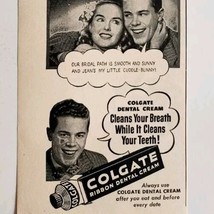 OUR BRIDAL PATH IS SMOOTH AND SUNNY
AND JEAN'S MY LITTLE "CUDDLE-BUNNY!"
COLGATE
DENTAL CREAM
Cleans Your Breath
While It Cleans
Your Teeth!
COLGATE
RIBBON DENTAL CREAM
Always use
COLGATE DENTAL CREAM
after you eat and before
every date